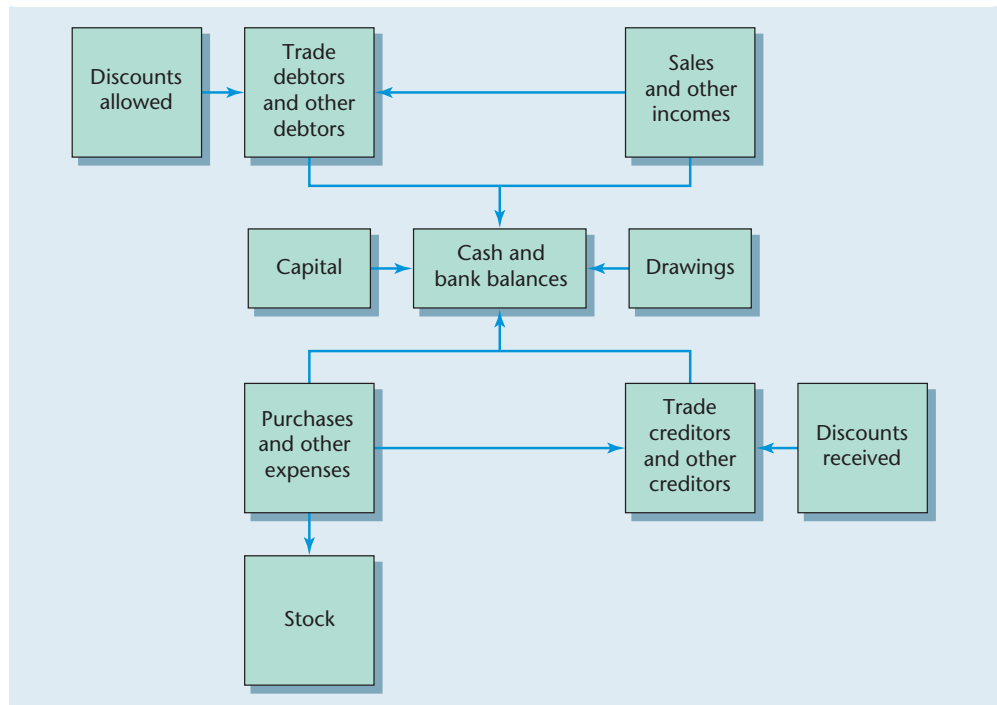 Discounts
allowed
Trade
debtors
and other
debtors
Sales
and other
incomes
Capital
Cash and
bank balances
Drawings
Purchases
and other
expenses
Trade
creditors
and other
creditors
Discounts
received
Stock